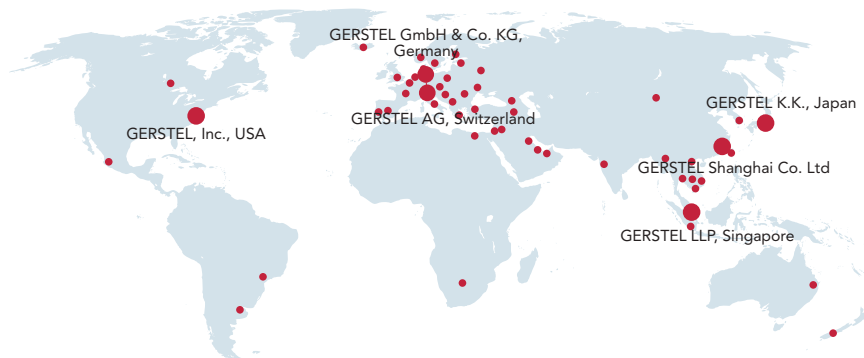 GERSTEL GmbH & Co. KG,
Germany
GERSTEL K.K., Japan
GERSTEL AG, Switzerland
GERSTEL, Inc., USA
GERSTEL Shanghai Co. Ltd
GERSTEL LLP, Singapore